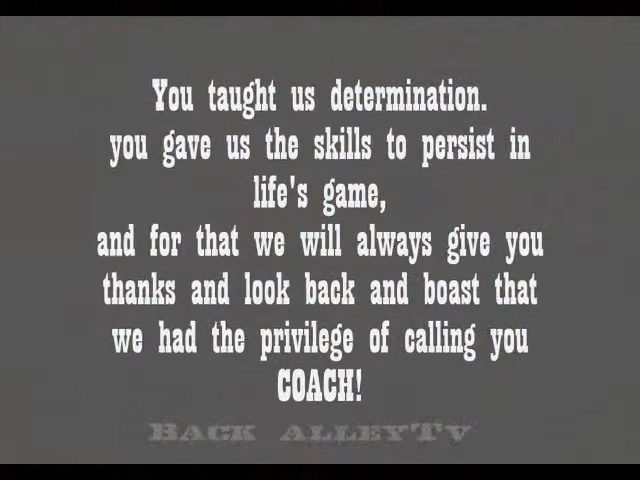 You taught us determination.
you gave us the skills to persist in
life's game,
and for that we will always give you
thanks and look back and boast that
we had the privilege of calling you
COACH!
BACK ALLEYTV